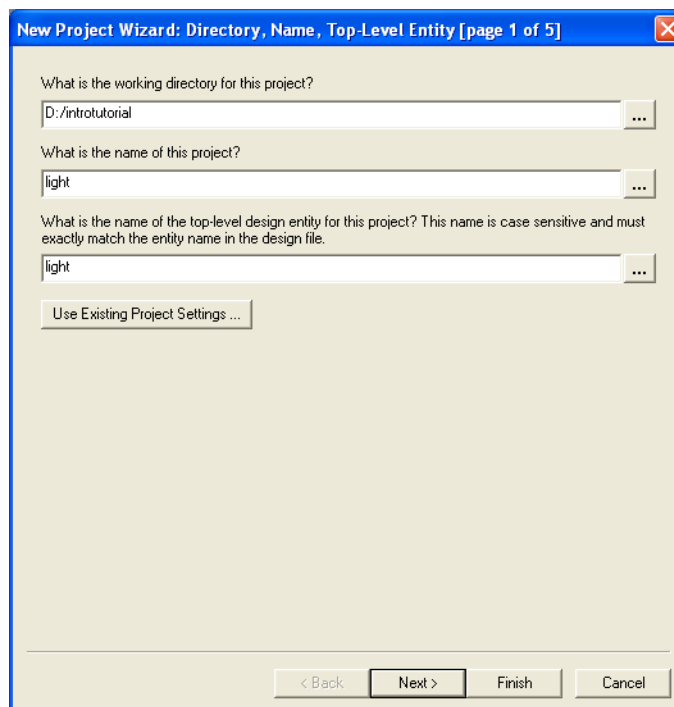 New Project Wizard: Directory, Name, Top-Level Entity [page 1 of 5]
What is the working directory for this project?
D:/introtutorial
...
What is the name of this project?
light
...
What is the name of the top-level design entity for this project? This name is case sensitive and must
exactly match the entity name in the design file.
light
...
Use Existing Project Settings ...
< Back
Next >
Finish
Cancel